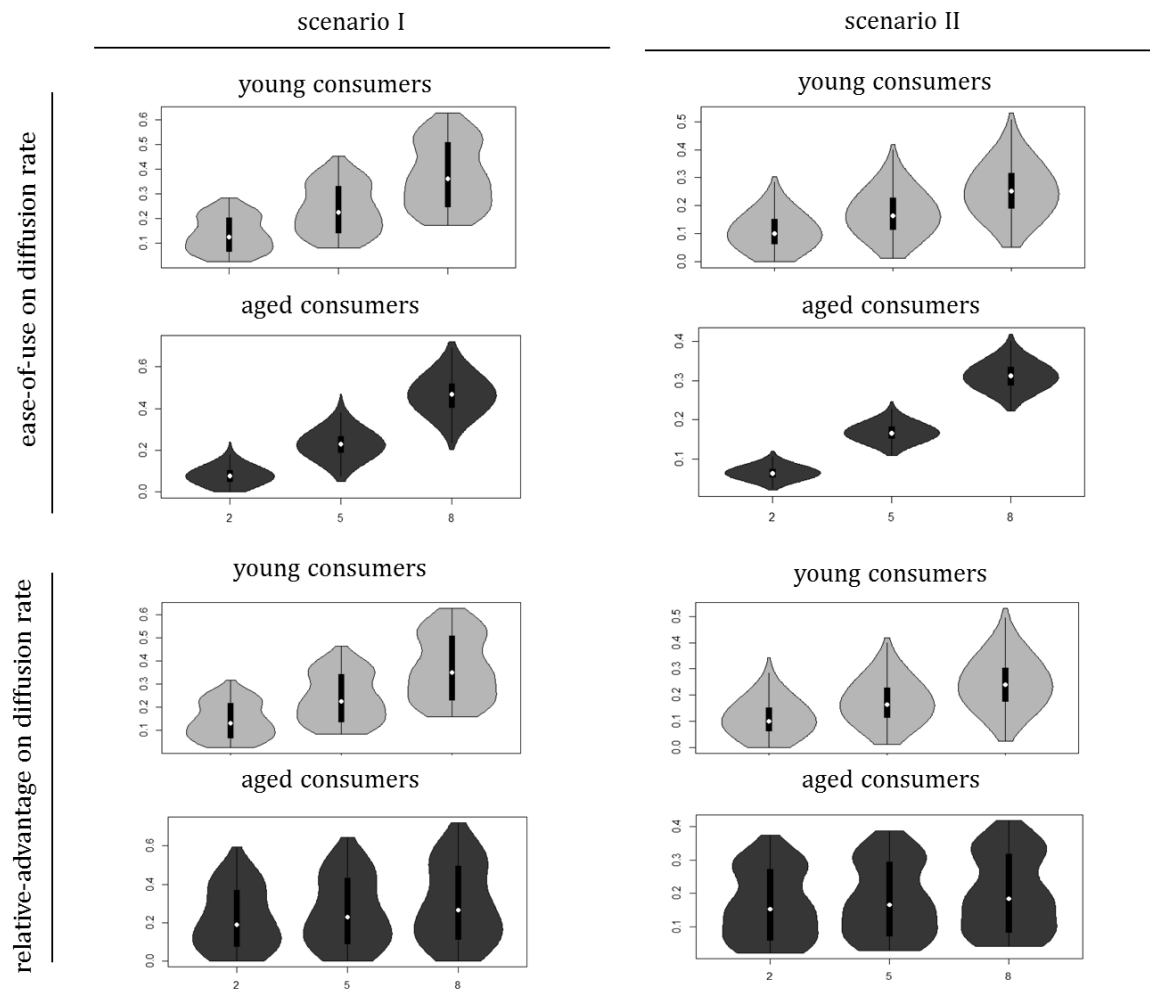 scenario I
scenario II
ease-of-use on diffusion rate
young consumers
0.1 0.2 0.3 0.4 0.5 0.6
young consumers
0.0 0.1 0.2 0.3 0.4 0.5
aged consumers
0.0 0.2 0.4 0.6
2 5 8
aged consumers
0.1 0.2 0.3 0.4
2 5 8
relative-advantage on diffusion rate
young consumers
0.1 0.2 0.3 0.4 0.5 0.6
young consumers
0.0 0.1 0.2 0.3 0.4 0.5
aged consumers
0.0 0.2 0.4 0.6
2 5 8
aged consumers
0.1 0.2 0.3 0.4
2 5 8